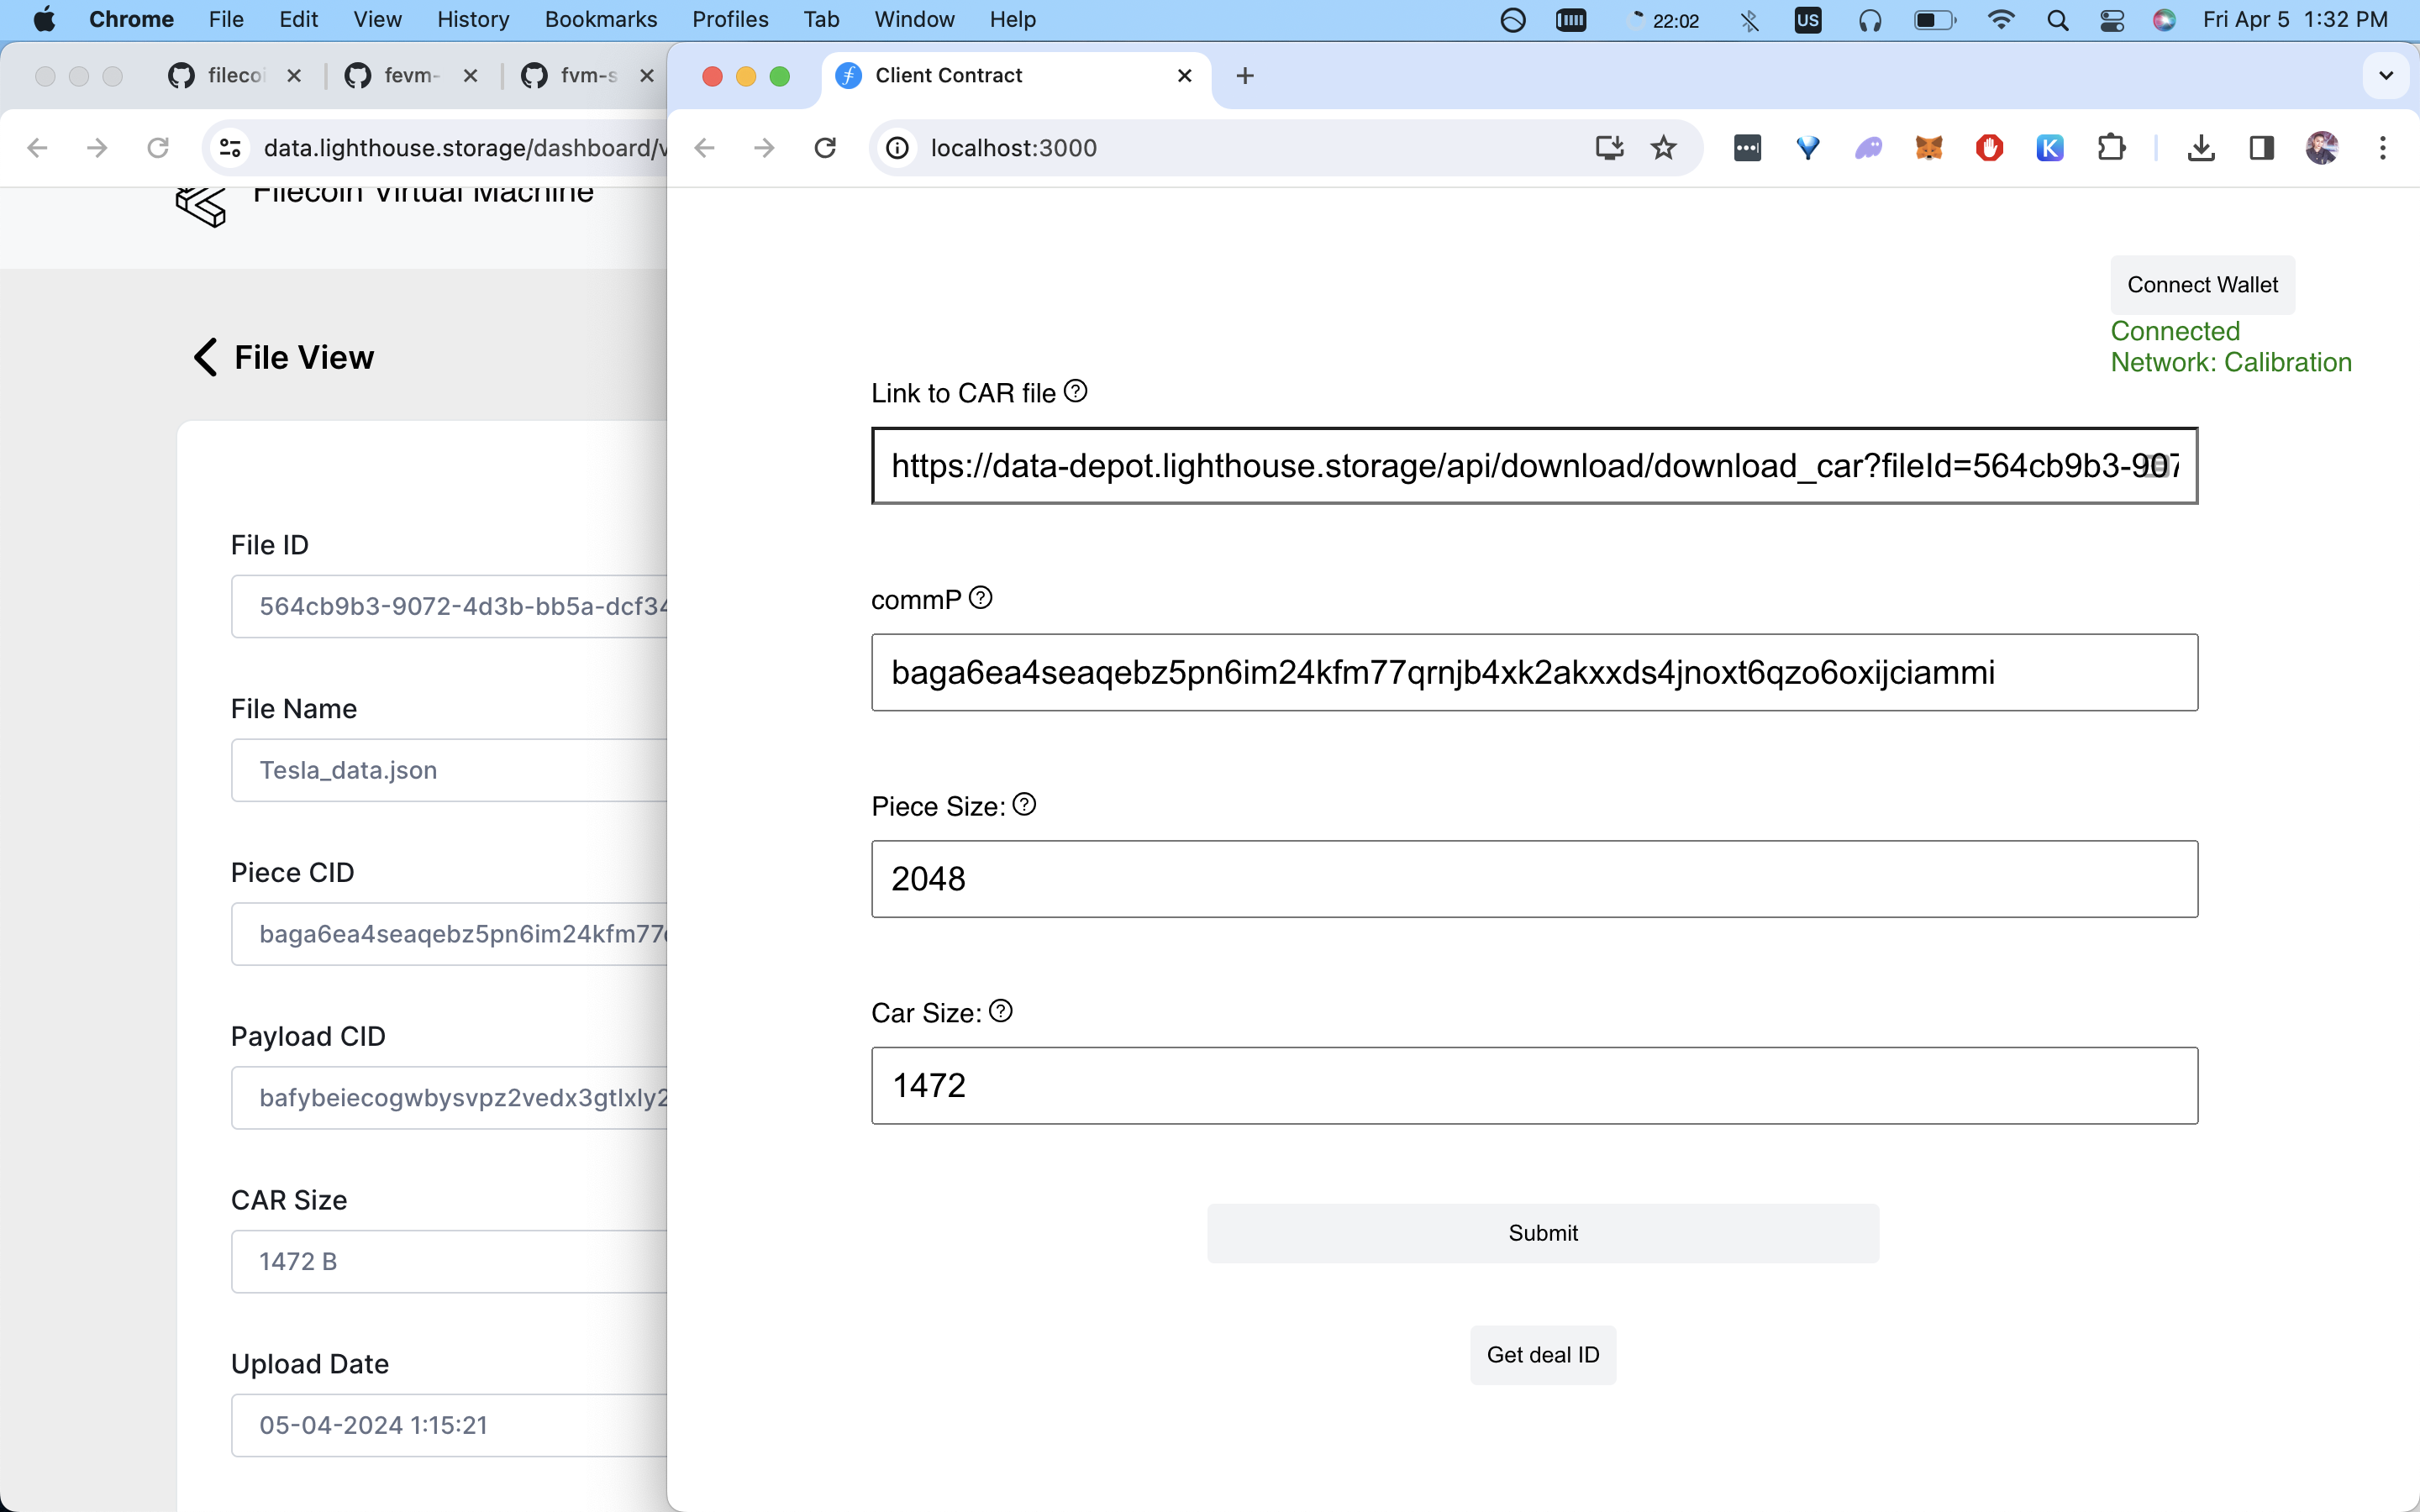 Chrome File Edit View History Bookmarks Profiles Tab Window Help 22:02 US Fri Apr 5 1:32 PM
filecoi fevm- fvm-s
data.lighthouse.storage/dashboard/v
Filecoin Virtual Machine
File View
File ID
564cb9b3-9072-4d3b-bb5a-dcf34
File Name
Tesla_data.json
Piece CID
baga6ea4seaqebz5pn6im24kfm77
Payload CID
bafybeiecogwbysvpz2vedx3gtlxly2
CAR Size
1472 B
Upload Date
05-04-2024 1:15:21
Client Contract
localhost:3000
K
Connect Wallet
Connected
Network: Calibration
Link to CAR file
https://data-depot.lighthouse.storage/api/download/download_car?fileId=564cb9b3-907
commP
baga6ea4seaqebz5pn6im24kfm77qrnjb4xk2akxxds4jnoxt6qzo6oxijciammi
Piece Size:
2048
Car Size:
1472
Submit
Get deal ID